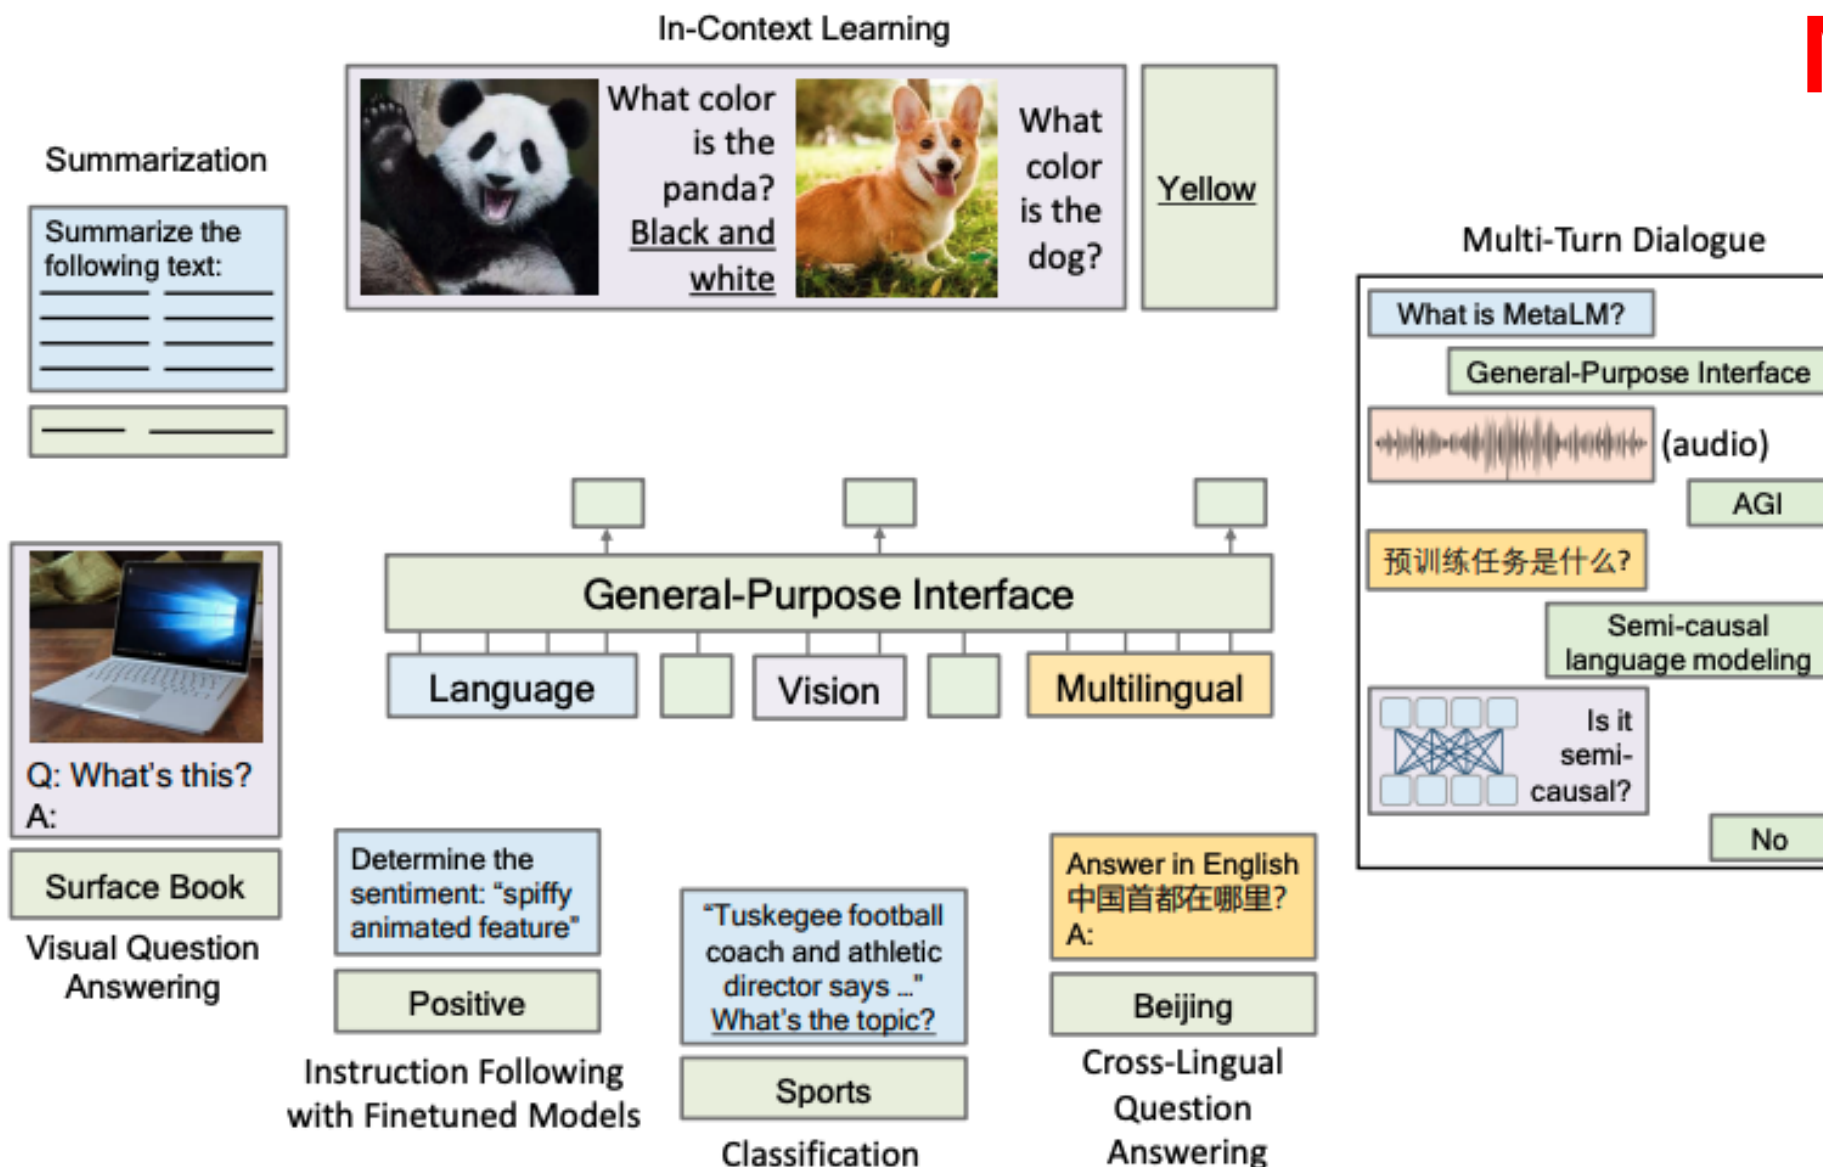 In-Context Learning
What color
is the
panda?
Black and
white
What
color
is the
dog?
Yellow
Summarization
Summarize the
following text:
Multi-Turn Dialogue
What is MetaLM?
General-Purpose Interface
(audio)
AGI
预训练任务是什么?
Semi-causal
language modeling
Is it
semi-
causal?
No
General-Purpose Interface
Language
Vision
Multilingual
Q: What's this?
A:
Surface Book
Visual Question
Answering
Determine the
sentiment: “spiffy
animated feature”
Positive
Instruction Following
with Finetuned Models
“Tuskegee football
coach and athletic
director says ...”
What's the topic?
Sports
Classification
Answer in English
中国首都在哪里?
A:
Beijing
Cross-Lingual
Question
Answering